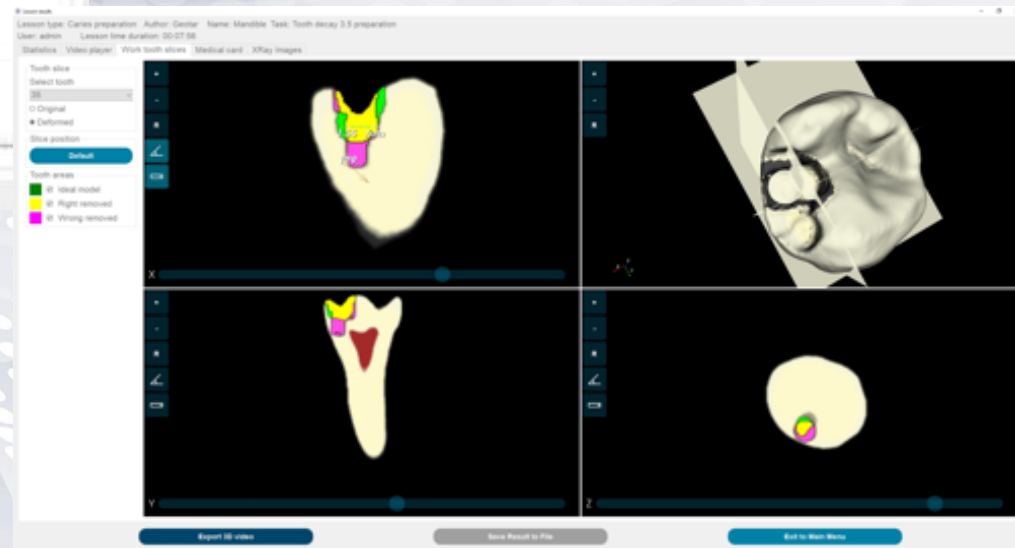 Lesson results
Lesson type: Caries preparation Author: Geotar Name: Mandible Task: Tooth decay 3.5 preparation
User: admin Lesson time duration: 00:07:56
Statistics Video player Work tooth slices Medical card XRay Images
Tooth slice
Select tooth
36
Original
Deformed
Slice position
Default
Tooth areas
Ideal model
Right removed
Wrong removed
R
R
X
R
R
Y
Z
Export 3D video
Save Result to File
Exit to Main Menu